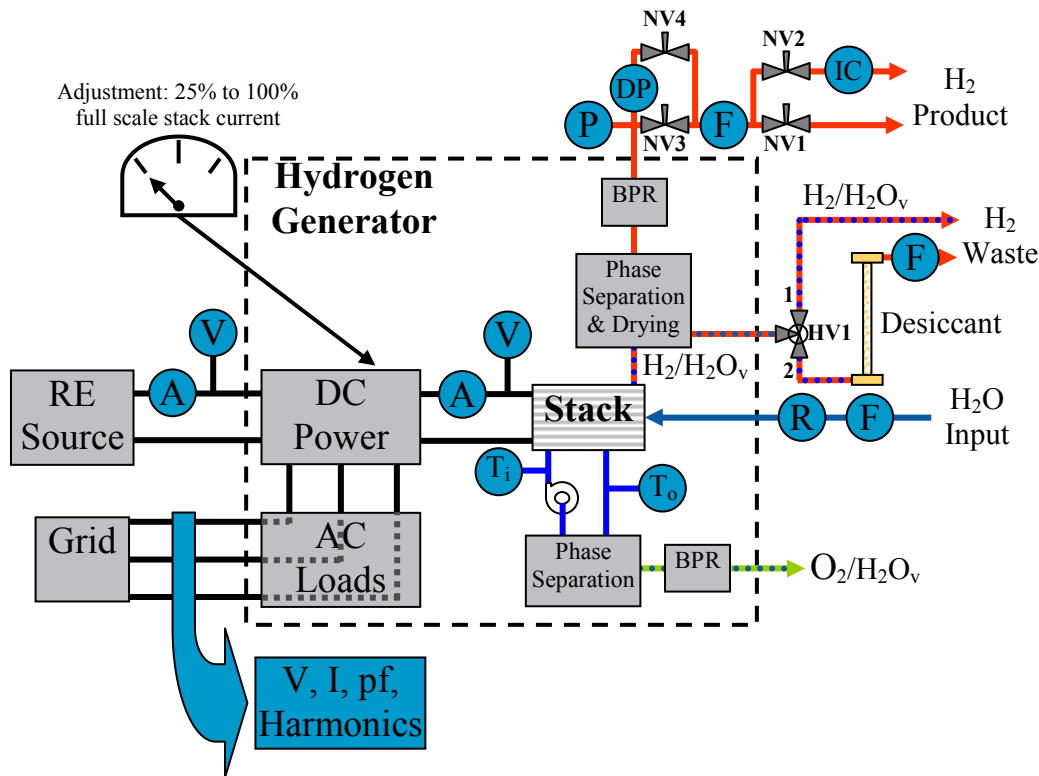 NV4
NV2
Adjustment: 25% to 100%
full scale stack current
DP
IC
H2
Product
P
F
NV3
NV1
Hydrogen
Generator
BPR
H2/H2Ov
H2
Waste
F
Phase
Separation
& Drying
1
HV1
Desiccant
2
V
V
H2/H2Ov
RE
Source
A
DC
Power
A
Stack
R
F
H2O
Input
Ti
To
Grid
AC
Loads
Phase
Separation
BPR
O2/H2Ov
V, I, pf,
Harmonics